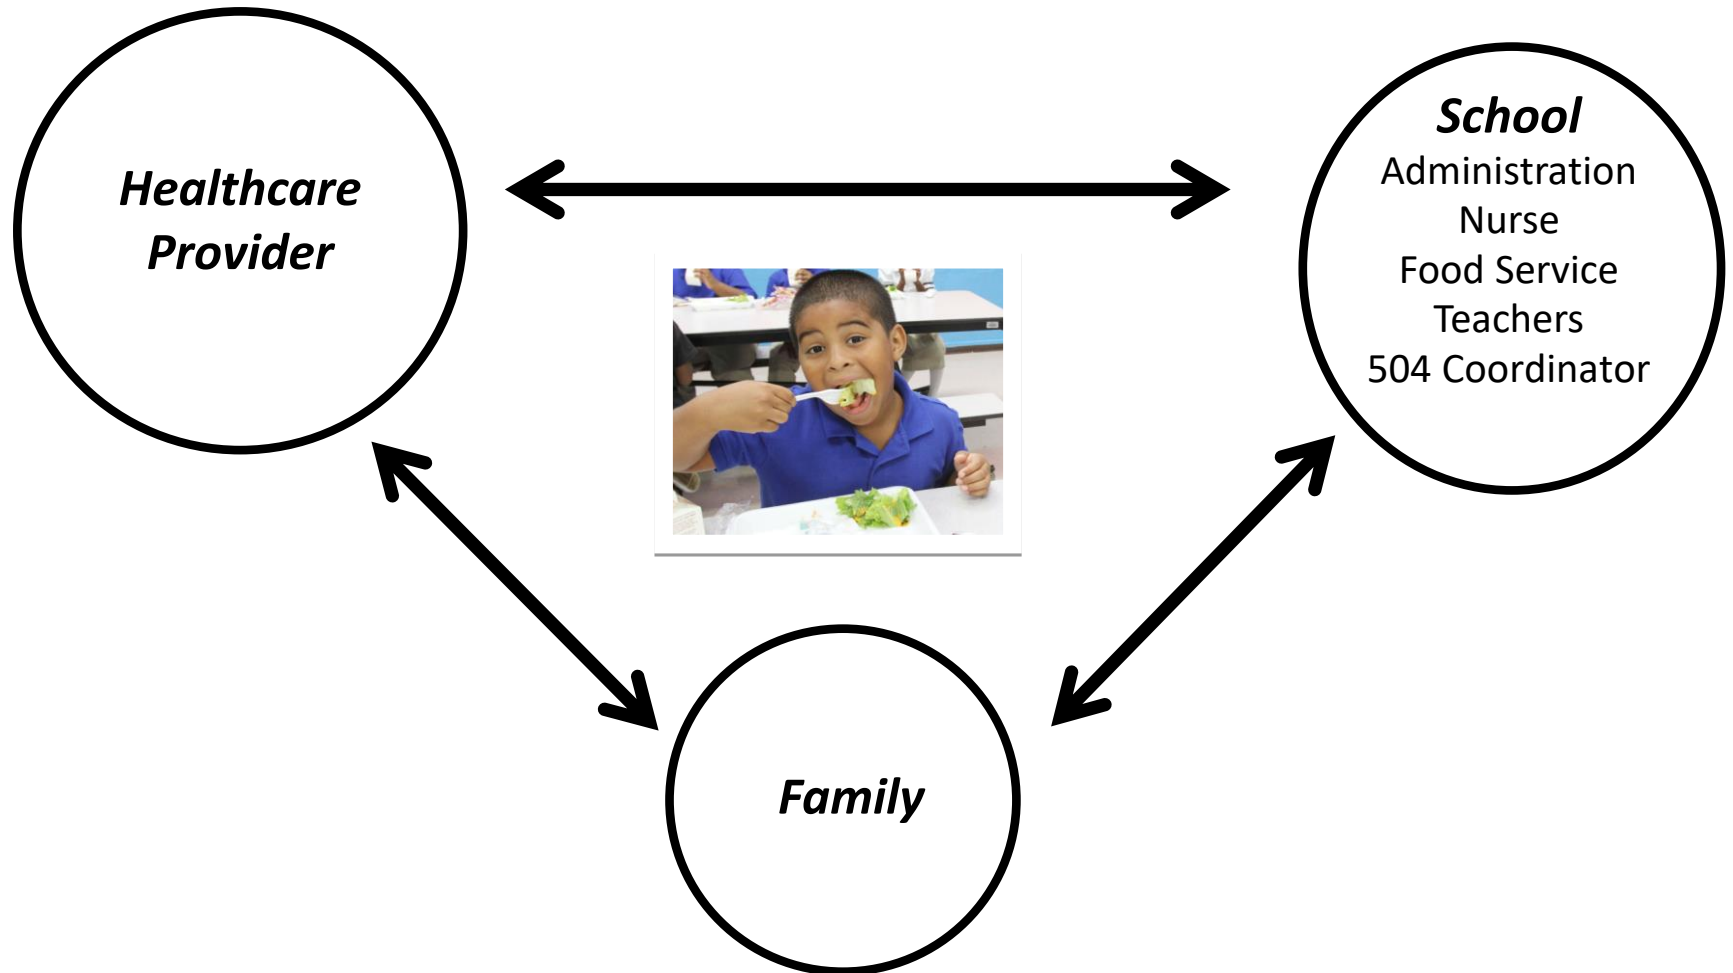 Healthcare
Provider
School
Administration
Nurse
Food Service
Teachers
504 Coordinator
Family